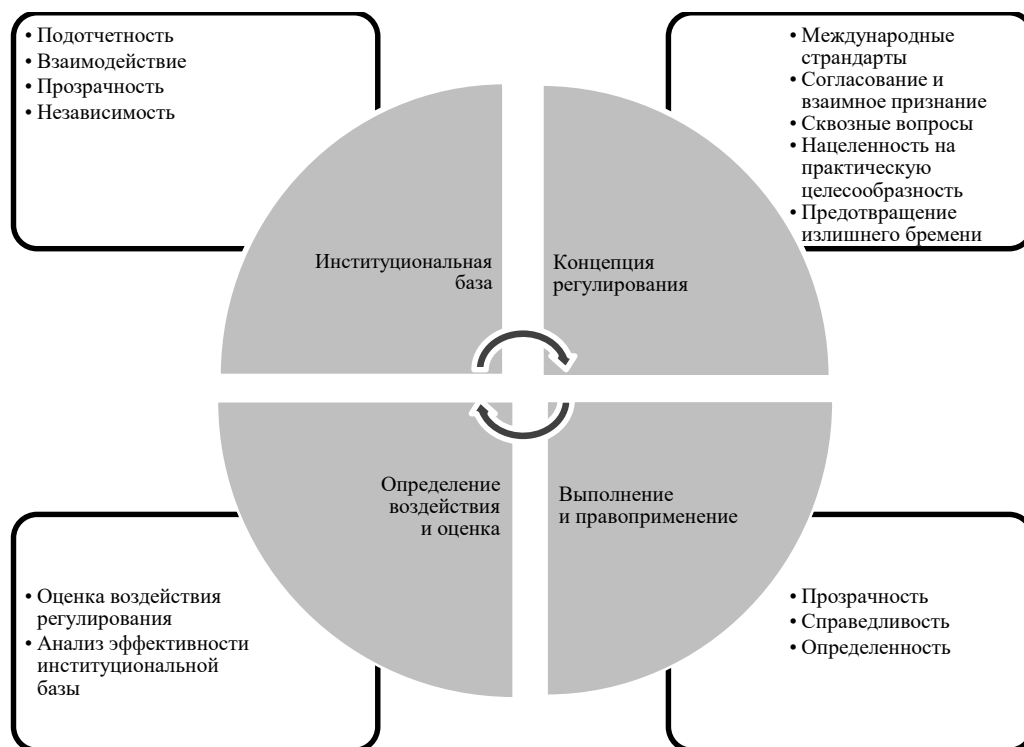 • Подотчетность
• Взаимодействие
• Прозрачность
• Независимость
• Международные
страндарты
• Согласование и
взаимное признание
• Сквозные вопросы
• Нацеленность на
практическую
целесообразность
• Предотвращение
излишнего бремени
Институциональная
база
Концепция
регулирования
Определение
воздействия
и оценка
Выполнение
и правоприменение
• Оценка воздействия
регулирования
• Анализ эффективности
институциональной
базы
• Прозрачность
• Справедливость
• Определенность